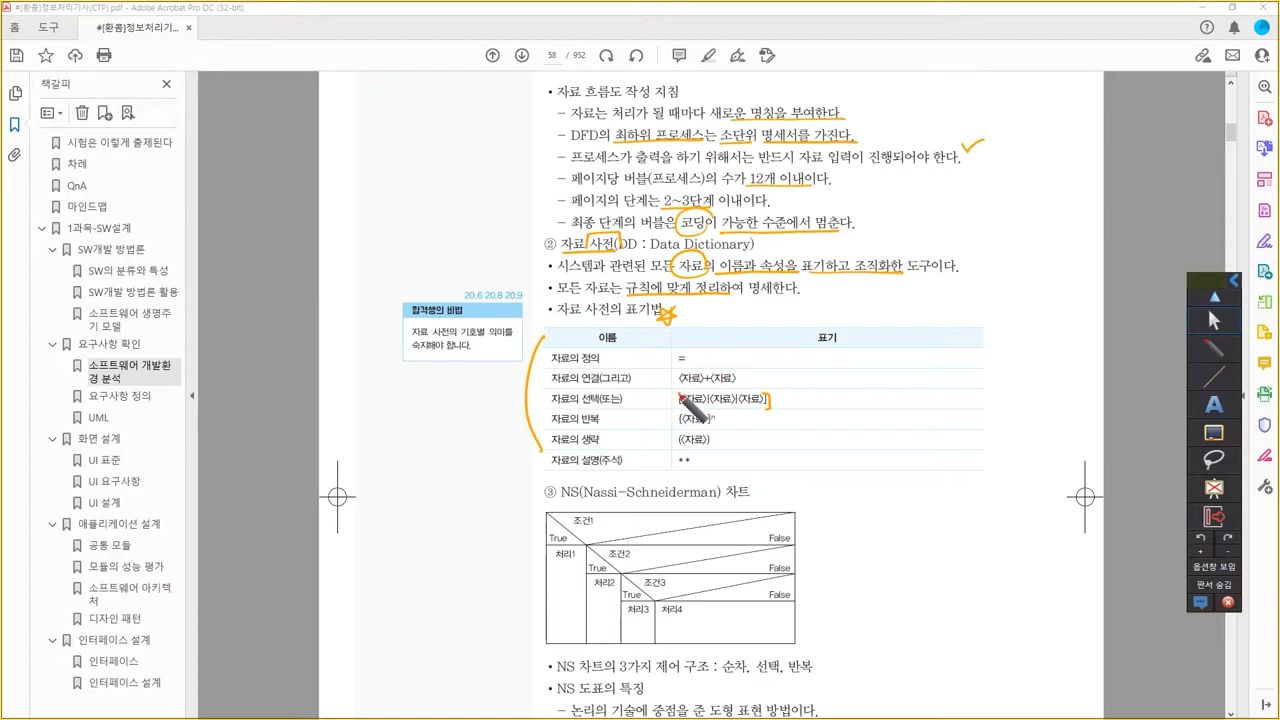 #[환콤]정보처리기사(CTP).pdf - Adobe Acrobat Pro DC (32-bit)
홈
도구
#[환콤]정보처리기...
58 / 952
책갈피
시험은 이렇게 출제된다
차례
QnA
마인드맵
1과목-SW설계
SW개발 방법론
SW의 분류와 특성
SW개발 방법론 활용
소프트웨어 생명주
기 모델
요구사항 확인
소프트웨어 개발환
경 분석
요구사항 정의
UML
화면 설계
UI 표준
UI 요구사항
UI 설계
애플리케이션 설계
공통 모듈
모듈의 성능 평가
소프트웨어 아키텍
처
디자인 패턴
인터페이스 설계
인터페이스
인터페이스 설계
• 자료 흐름도 작성 지침
– 자료는 처리가 될 때마다 새로운 명칭을 부여한다.
– DFD의 최하위 프로세스는 소단위 명세서를 가진다.
– 프로세스가 출력을 하기 위해서는 반드시 자료 입력이 진행되어야 한다.
– 페이지당 버블(프로세스)의 수가 12개 이내이다.
– 페이지의 단계는 2~3단계 이내이다.
– 최종 단계의 버블은 코딩이 가능한 수준에서 멈춘다.
② 자료 사전(DD : Data Dictionary)
• 시스템과 관련된 모든 자료의 이름과 속성을 표기하고 조직화한 도구이다.
• 모든 자료는 규칙에 맞게 정리하여 명세한다.
• 자료 사전의 표기법
20.6 20.8 20.9
합격생의 비법
자료 사전의 기호별 의미를
숙지해야 합니다.
이름 표기
자료의 정의 =
자료의 연결(그리고) 〈자료〉+〈자료〉
자료의 선택(또는) [〈자료〉|〈자료〉|〈자료〉]
자료의 반복 {〈자료〉}ⁿ
자료의 생략 (〈자료〉)
자료의 설명(주석) * *
③ NS(Nassi–Schneiderman) 차트
조건1
True False
처리1 조건2
True False
처리2 조건3
True False
처리3 처리4
• NS 차트의 3가지 제어 구조 : 순차, 선택, 반복
• NS 도표의 특징
– 논리의 기술에 중점을 준 도형 표현 방법이다.
A
+ -
옵션창 보임
판서 숨김